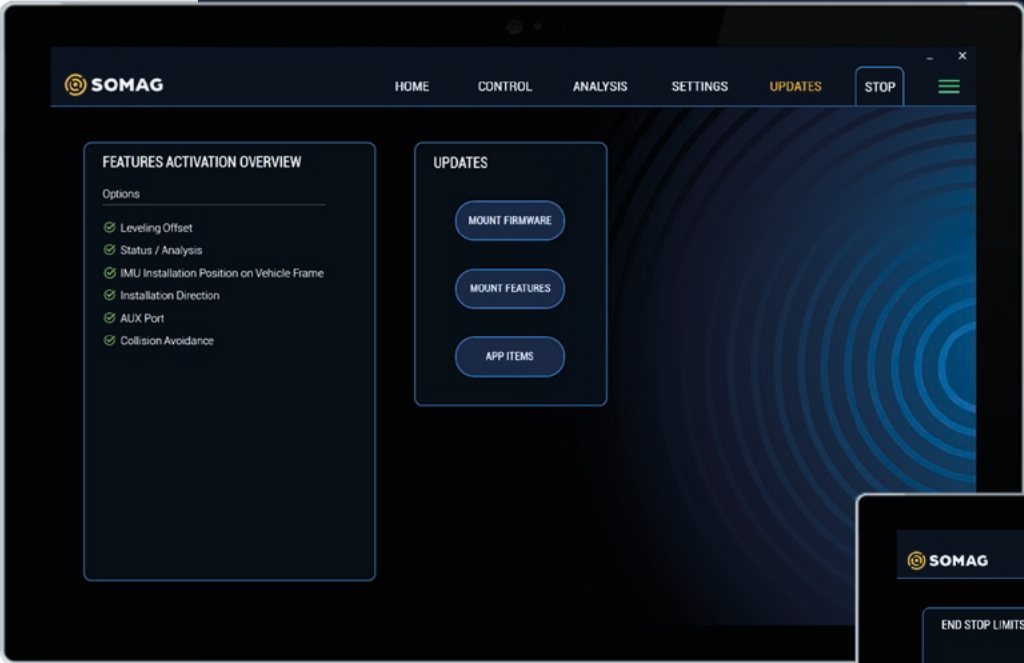 SOMAG
HOME CONTROL ANALYSIS SETTINGS UPDATES STOP
FEATURES ACTIVATION OVERVIEW
Options
Leveling Offset
Status / Analysis
IMU Installation Position on Vehicle Frame
Installation Direction
AUX Port
Collision Avoidance
UPDATES
MOUNT FIRMWARE
MOUNT FEATURES
APP ITEMS
SOMAG
END STOP LIMITS